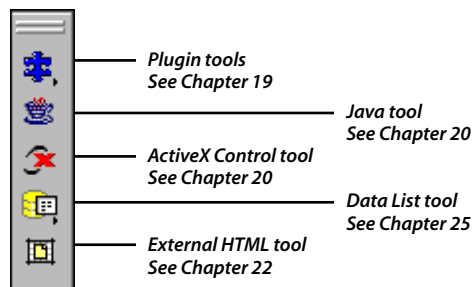 Plugin tools
See Chapter 19
Java tool
See Chapter 20
ActiveX Control tool
See Chapter 20
Data List tool
See Chapter 25
External HTML tool
See Chapter 22